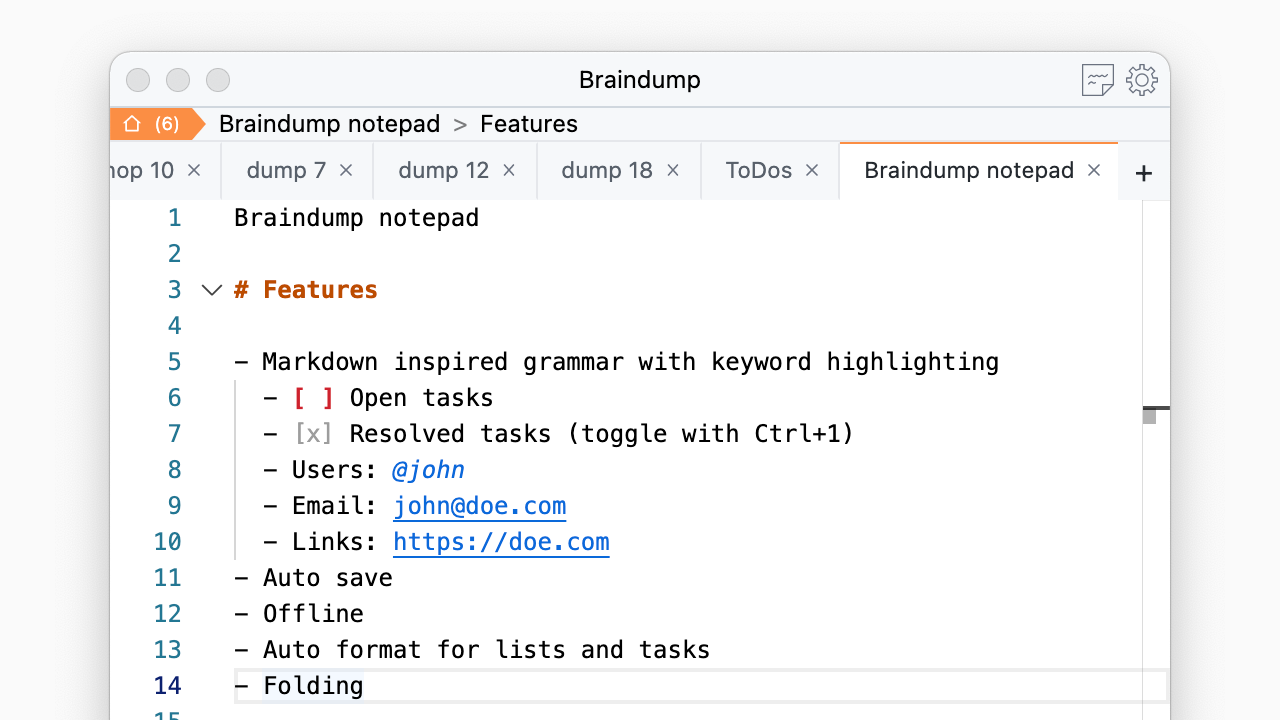 Braindump
(6) Braindump notepad > Features
10 × dump 7 × dump 12 × dump 18 × ToDos × Braindump notepad × +
1 Braindump notepad
2
3 # Features
4
5 - Markdown inspired grammar with keyword highlighting
6 - [ ] Open tasks
7 - [x] Resolved tasks (toggle with Ctrl+1)
8 - Users: @john
9 - Email: john@doe.com
10 - Links: https://doe.com
11 - Auto save
12 - Offline
13 - Auto format for lists and tasks
14 - Folding
15